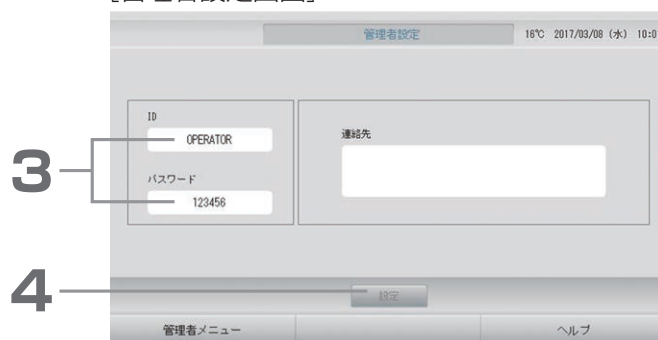 [管理者設定画面]
管理者設定 16℃ 2017/03/08 (水) 10:0
ID
OPERATOR
連絡先
3
パスワード
123456
4
設定
管理者メニュー ヘルプ